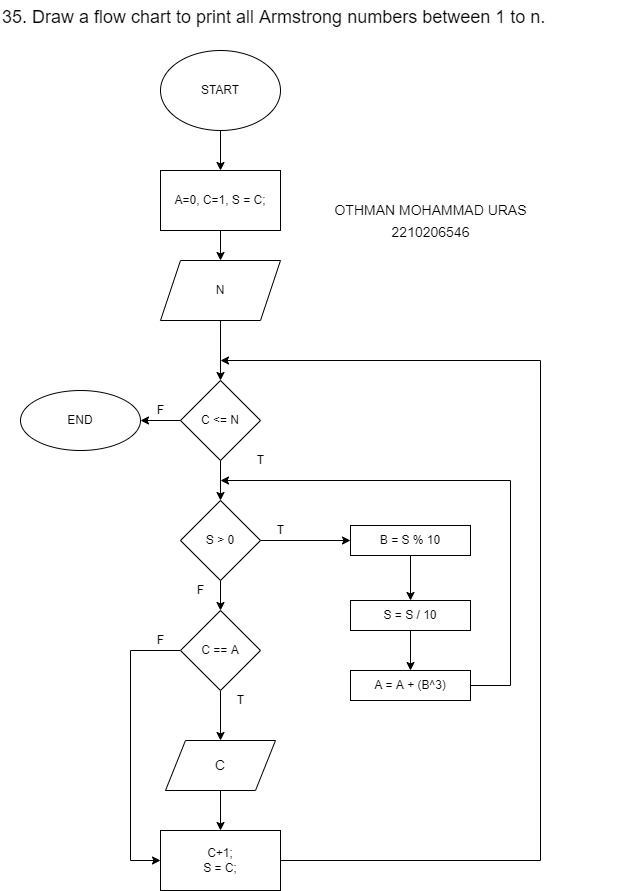 35. Draw a flow chart to print all Armstrong numbers between 1 to n.
START
A=0, C=1, S = C;
OTHMAN MOHAMMAD URAS
2210206546
N
F
END
C <= N
T
S > 0
T
B = S % 10
F
S = S / 10
F
C == A
A = A + (B^3)
T
C
C+1;
S = C;